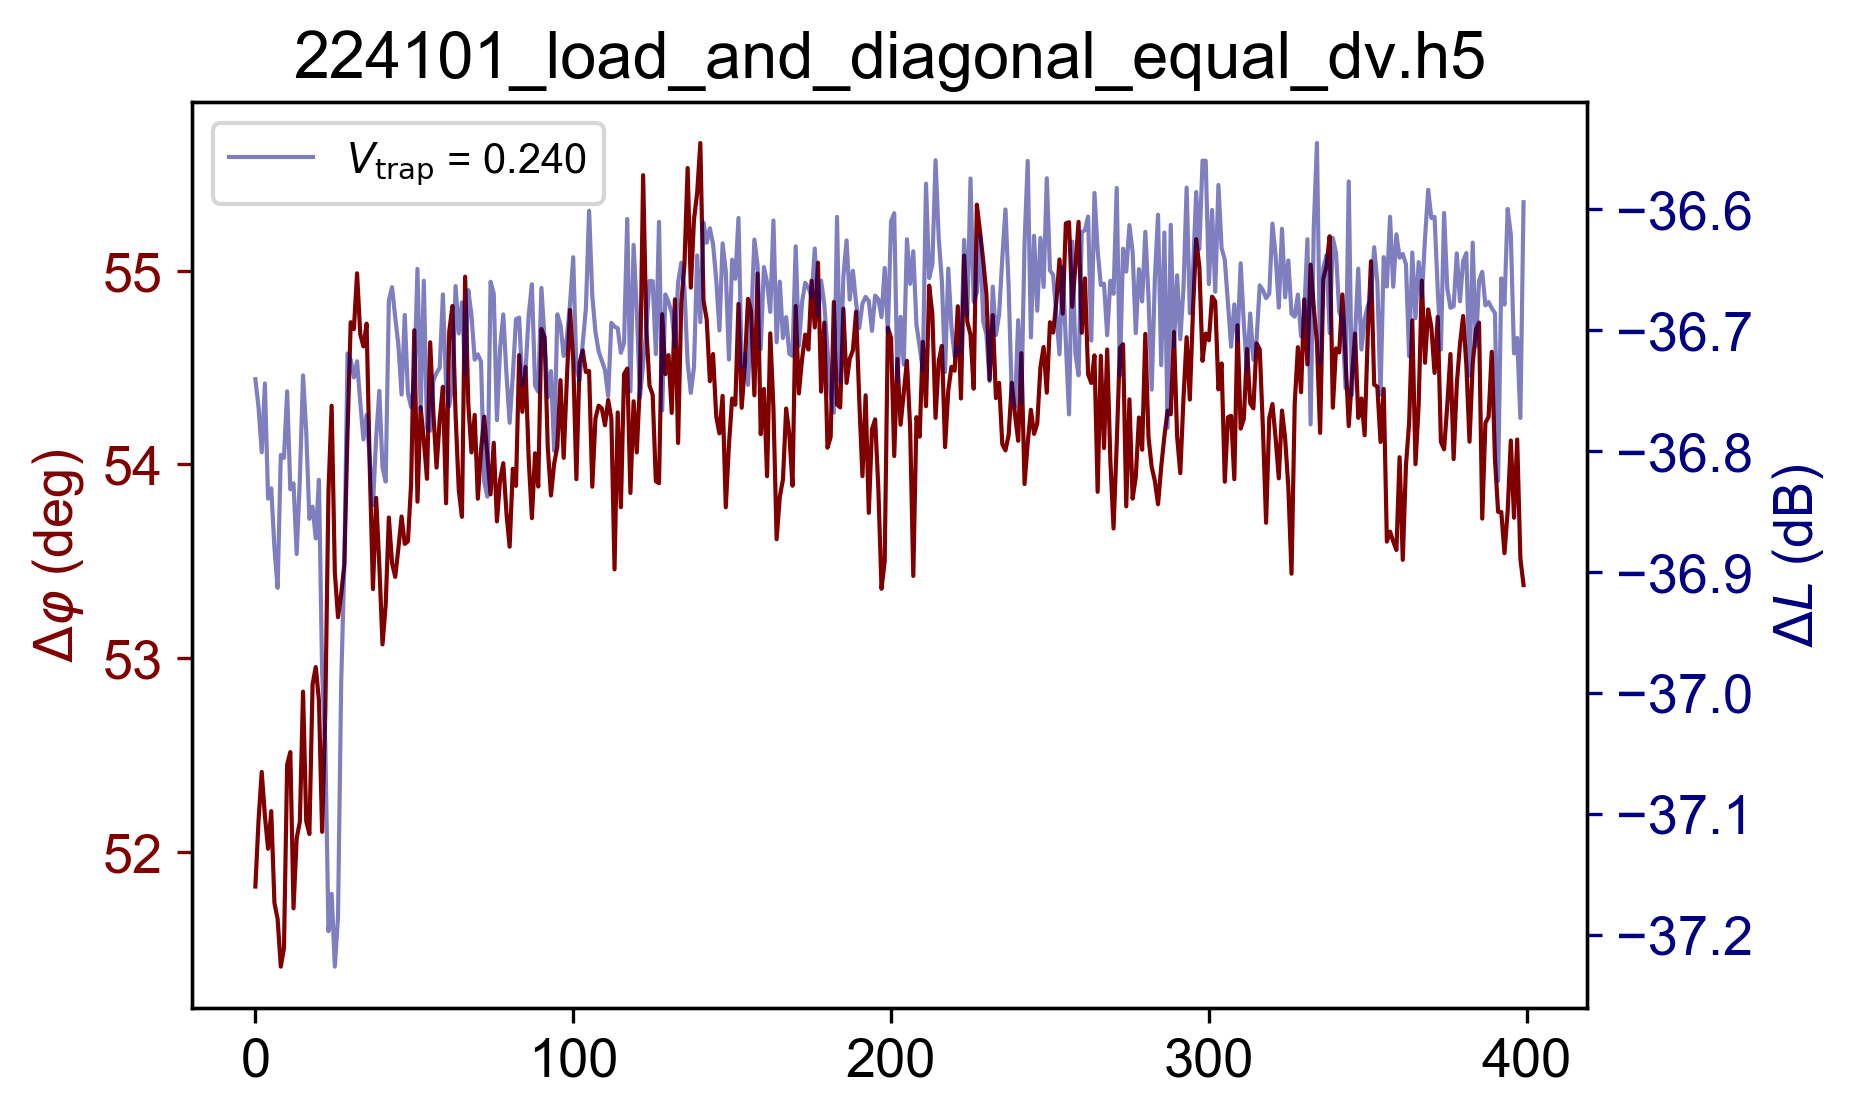 224101_load_and_diagonal_equal_dv.h5
V_trap = 0.240
55
54
53
52
Δφ (deg)
−36.6
−36.7
−36.8
−36.9
−37.0
−37.1
−37.2
ΔL (dB)
0 100 200 300 400